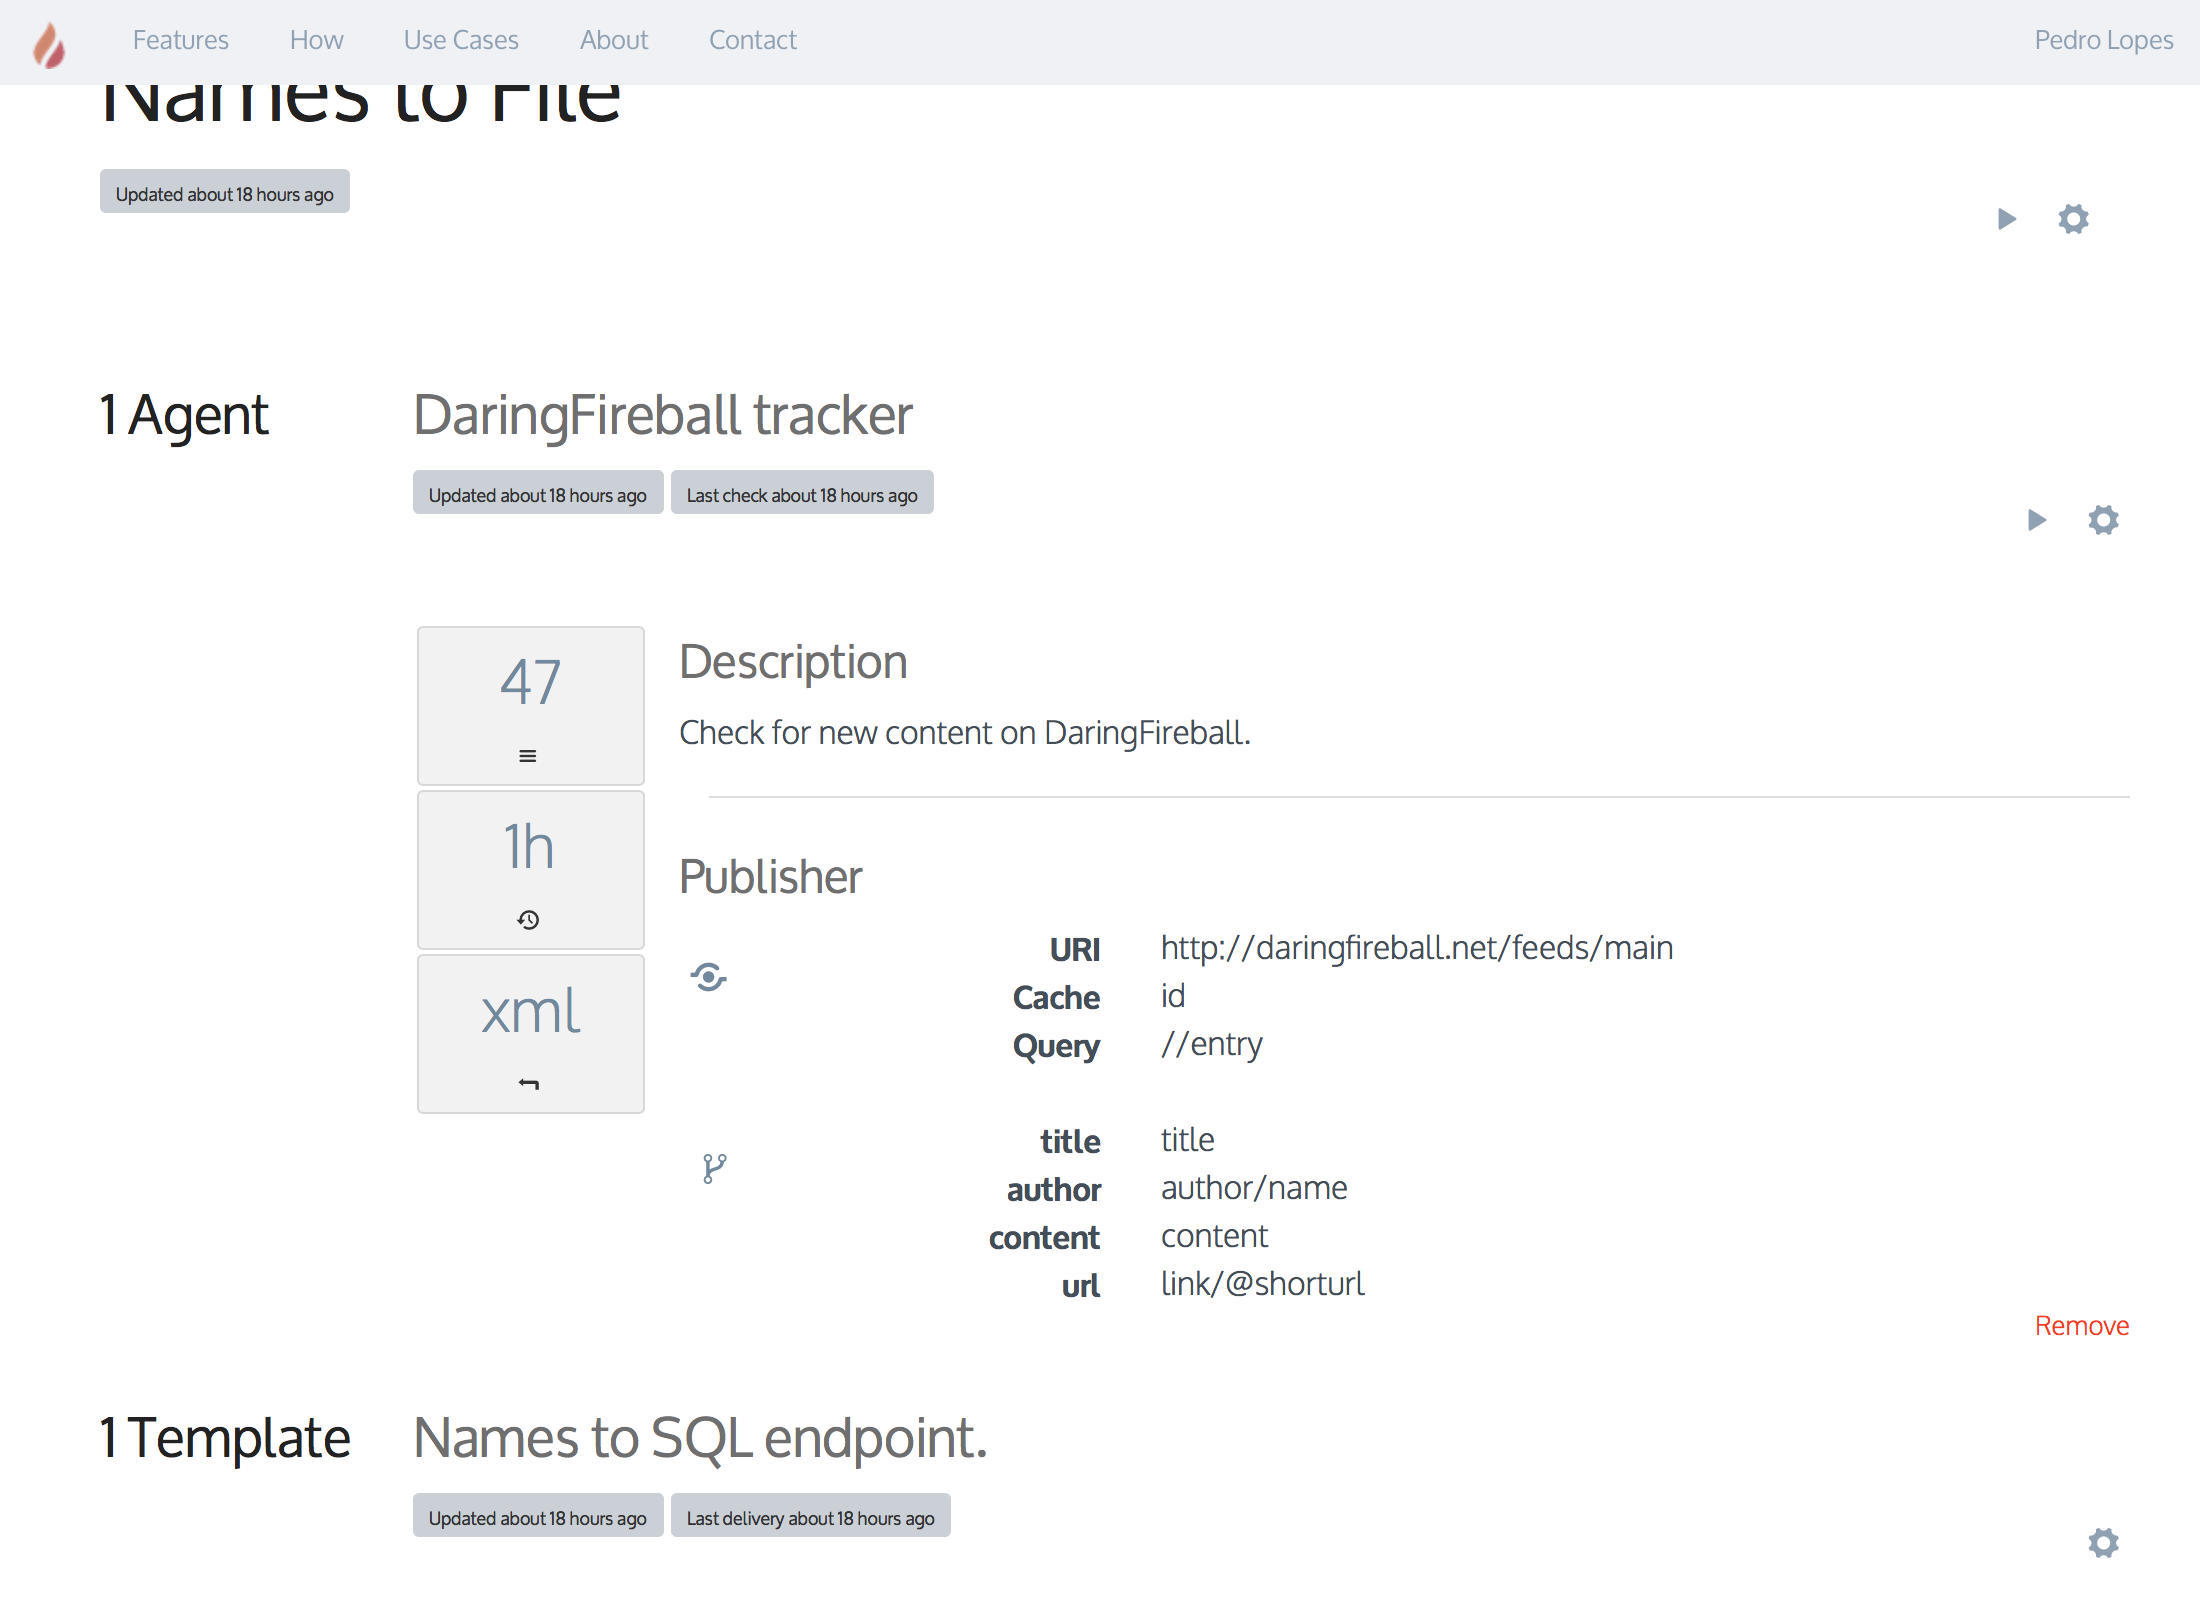 Features How Use Cases About Contact Pedro Lopes
Names to File
Updated about 18 hours ago
1 Agent
DaringFireball tracker
Updated about 18 hours ago Last check about 18 hours ago
47
1h
xml
Description
Check for new content on DaringFireball.
Publisher
URI http://daringfireball.net/feeds/main
Cache id
Query //entry
title title
author author/name
content content
url link/@shorturl
Remove
1 Template
Names to SQL endpoint.
Updated about 18 hours ago Last delivery about 18 hours ago